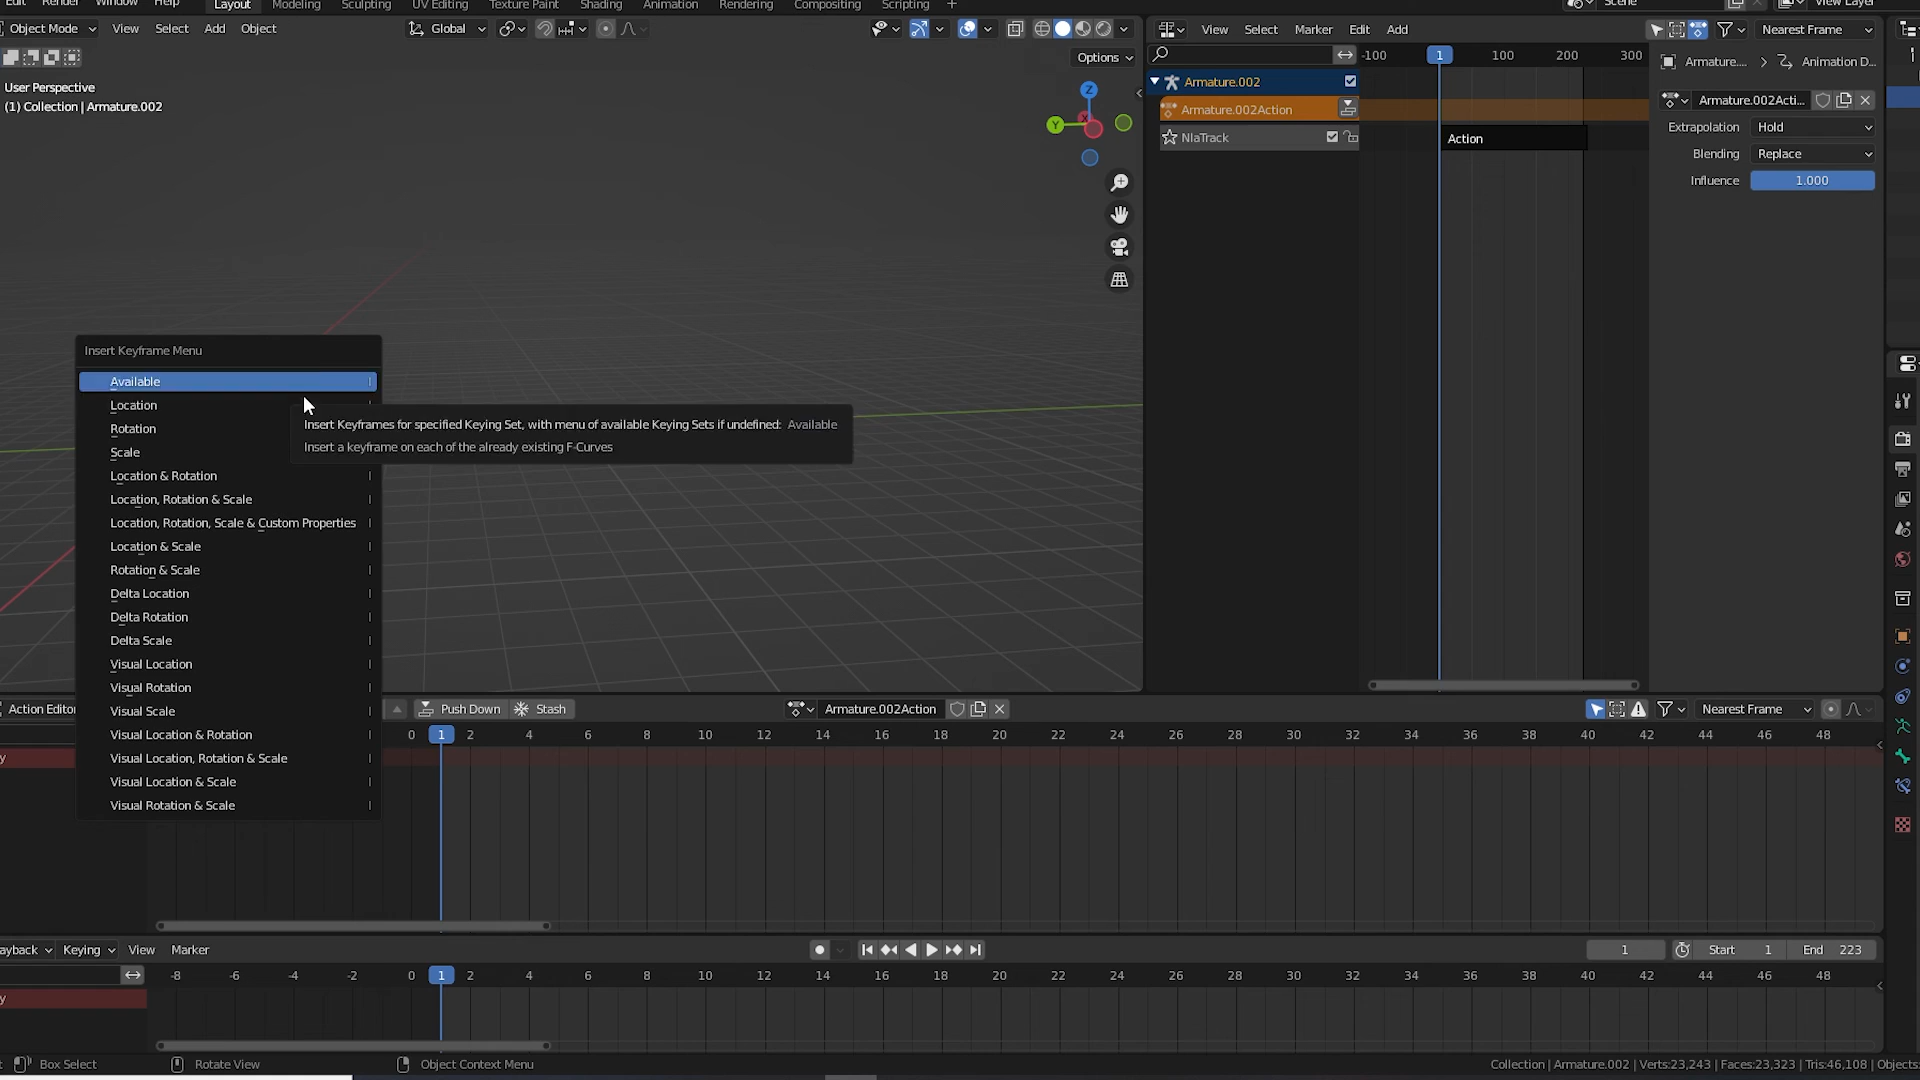 Edit Render Window Help Layout Modeling Sculpting UV Editing Texture Paint Shading Animation Rendering Compositing Scripting + Scene View Layer
Object Mode View Select Add Object Global
View Select Marker Edit Add Nearest Frame
Options
-100 1 100 200 300
User Perspective
(1) Collection | Armature.002
Z
Y
X
Armature.002
Armature.002Action
NlaTrack
Action
Armature.... > Animation D...
Armature.002Acti...
Extrapolation Hold
Blending Replace
Influence 1.000
Insert Keyframe Menu
Available I
Location
Rotation
Scale
Location & Rotation I
Location, Rotation & Scale I
Location, Rotation, Scale & Custom Properties I
Location & Scale I
Rotation & Scale I
Delta Location I
Delta Rotation I
Delta Scale I
Visual Location I
Visual Rotation I
Visual Scale I
Visual Location & Rotation I
Visual Location, Rotation & Scale I
Visual Location & Scale I
Visual Rotation & Scale I
Insert Keyframes for specified Keying Set, with menu of available Keying Sets if undefined: Available
Insert a keyframe on each of the already existing F-Curves
Action Editor Push Down Stash Armature.002Action Nearest Frame
0 1 2 4 6 8 10 12 14 16 18 20 22 24 26 28 30 32 34 36 38 40 42 44 46 48
y
ayback Keying View Marker 1 Start 1 End 223
-8 -6 -4 -2 0 1 2 4 6 8 10 12 14 16 18 20 22 24 26 28 30 32 34 36 38 40 42 44 46 48
y
t Box Select Rotate View Object Context Menu Collection | Armature.002 | Verts:23,243 | Faces:23,323 | Tris:46,108 | Objects: